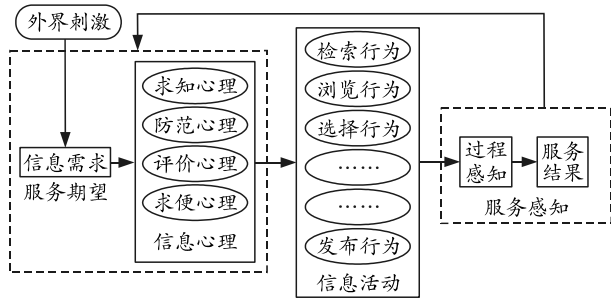 外界刺激
信息需求
服务期望
求知心理
防范心理
评价心理
求便心理
信息心理
检索行为
浏览行为
选择行为
……
……
发布行为
信息活动
过程
感知
服务
结果
服务感知